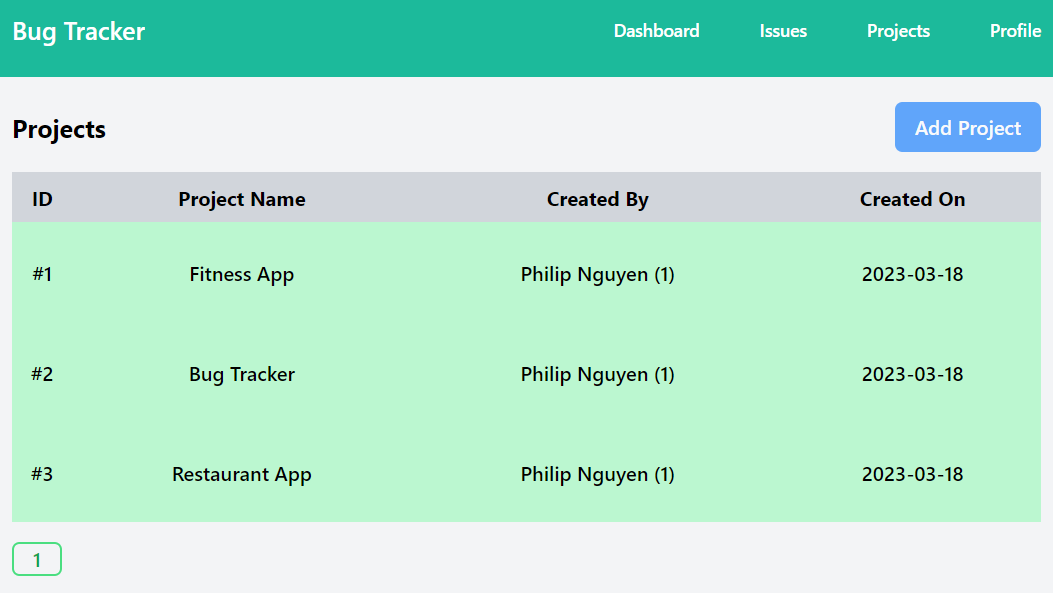 Bug Tracker Dashboard Issues Projects Profile
Projects Add Project
ID Project Name Created By Created On
#1 Fitness App Philip Nguyen (1) 2023-03-18
#2 Bug Tracker Philip Nguyen (1) 2023-03-18
#3 Restaurant App Philip Nguyen (1) 2023-03-18
1